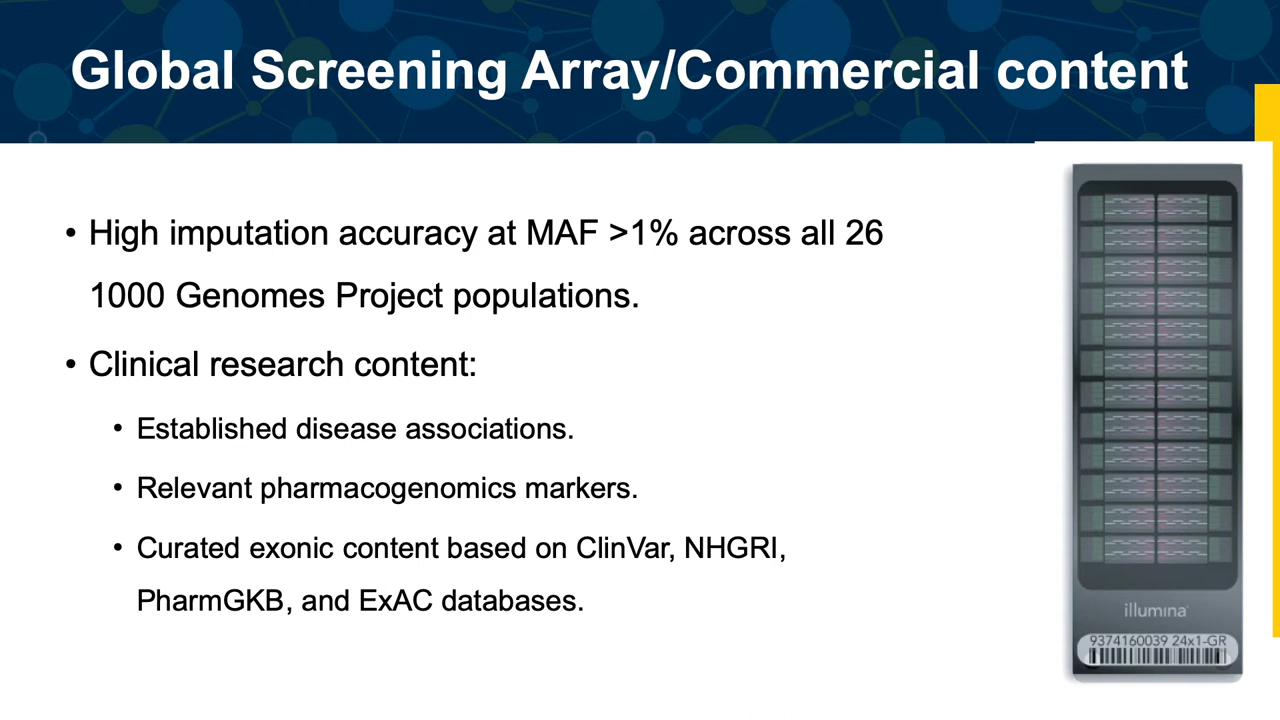 Global Screening Array/Commercial content
• High imputation accuracy at MAF >1% across all 26
1000 Genomes Project populations.
• Clinical research content:
• Established disease associations.
• Relevant pharmacogenomics markers.
• Curated exonic content based on ClinVar, NHGRI,
PharmGKB, and ExAC databases.
illumina
9374160039 24x1-GR